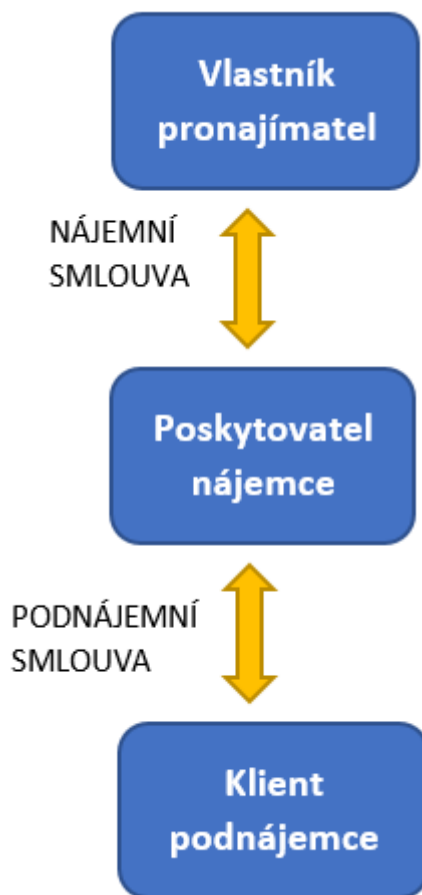 Vlastník
pronajímatel
NÁJEMNÍ
SMLOUVA
Poskytovatel
nájemce
PODNÁJEMNÍ
SMLOUVA
Klient
podnájemce